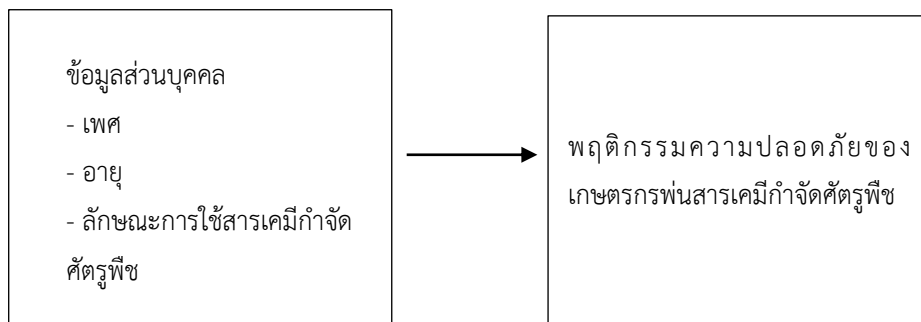 ข้อมูลส่วนบุคคล
- เพศ
- อายุ
- ลักษณะการใช้สารเคมีกำจัด
ศัตรูพืช
พฤติกรรมความปลอดภัยของ
เกษตรกรพ่นสารเคมีกำจัดศัตรูพืช